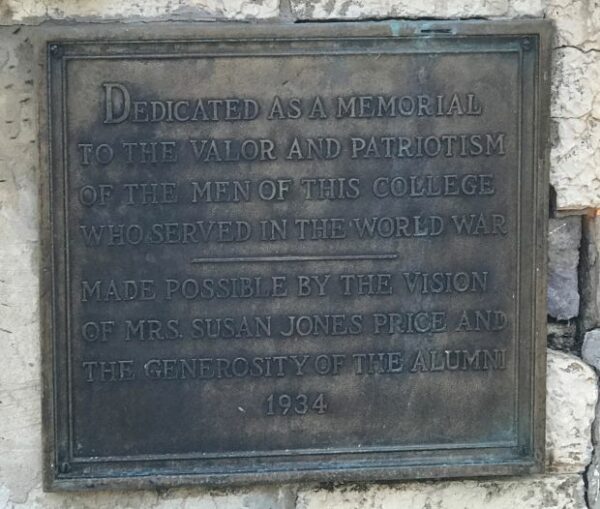 DEDICATED AS A MEMORIAL
TO THE VALOR AND PATRIOTISM
OF THE MEN OF THIS COLLEGE
WHO SERVED IN THE WORLD WAR
MADE POSSIBLE BY THE VISION
OF MRS. SUSAN JONES PRICE AND
THE GENEROSITY OF THE ALUMNI
1934